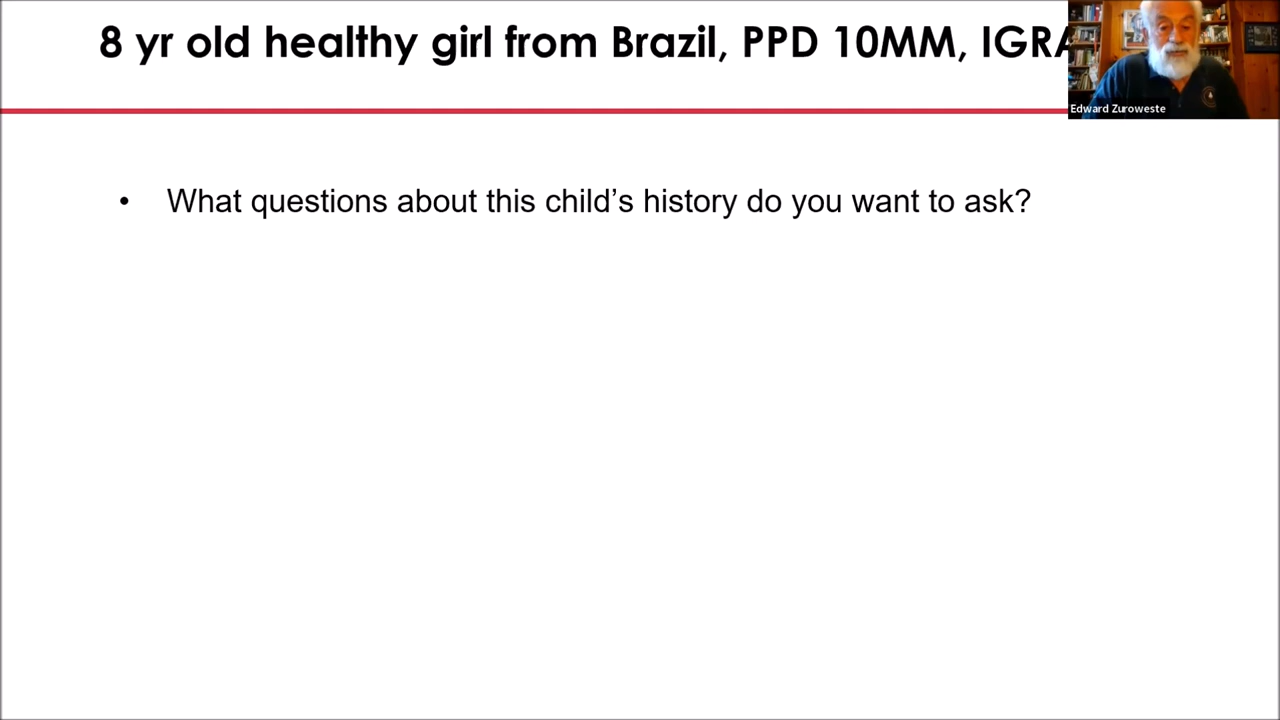 8 yr old healthy girl from Brazil, PPD 10MM, IGRA
Edward Zuroweste
• What questions about this child’s history do you want to ask?